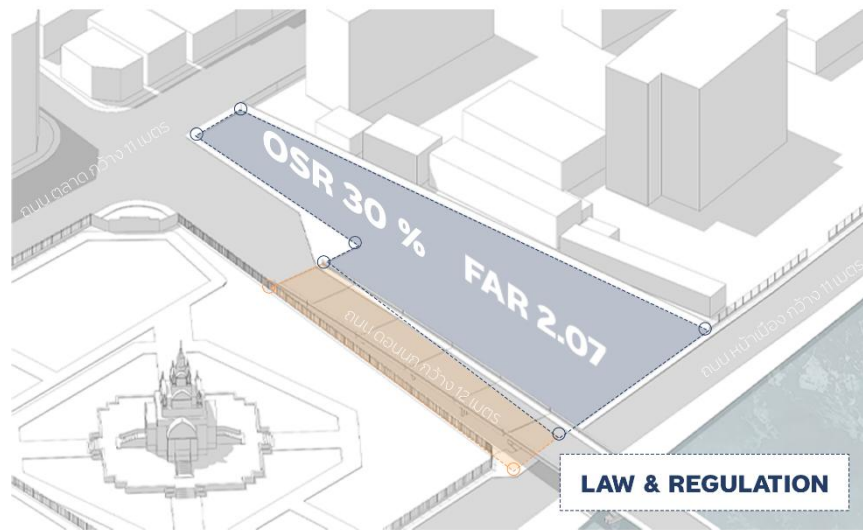 ถนน ตลาด กว้าง 11 เมตร
OSR 30 %
FAR 2.07
ถนน ดอนนก กว้าง 12 เมตร
ถนน หน้าเมือง กว้าง 11 เมตร
LAW & REGULATION